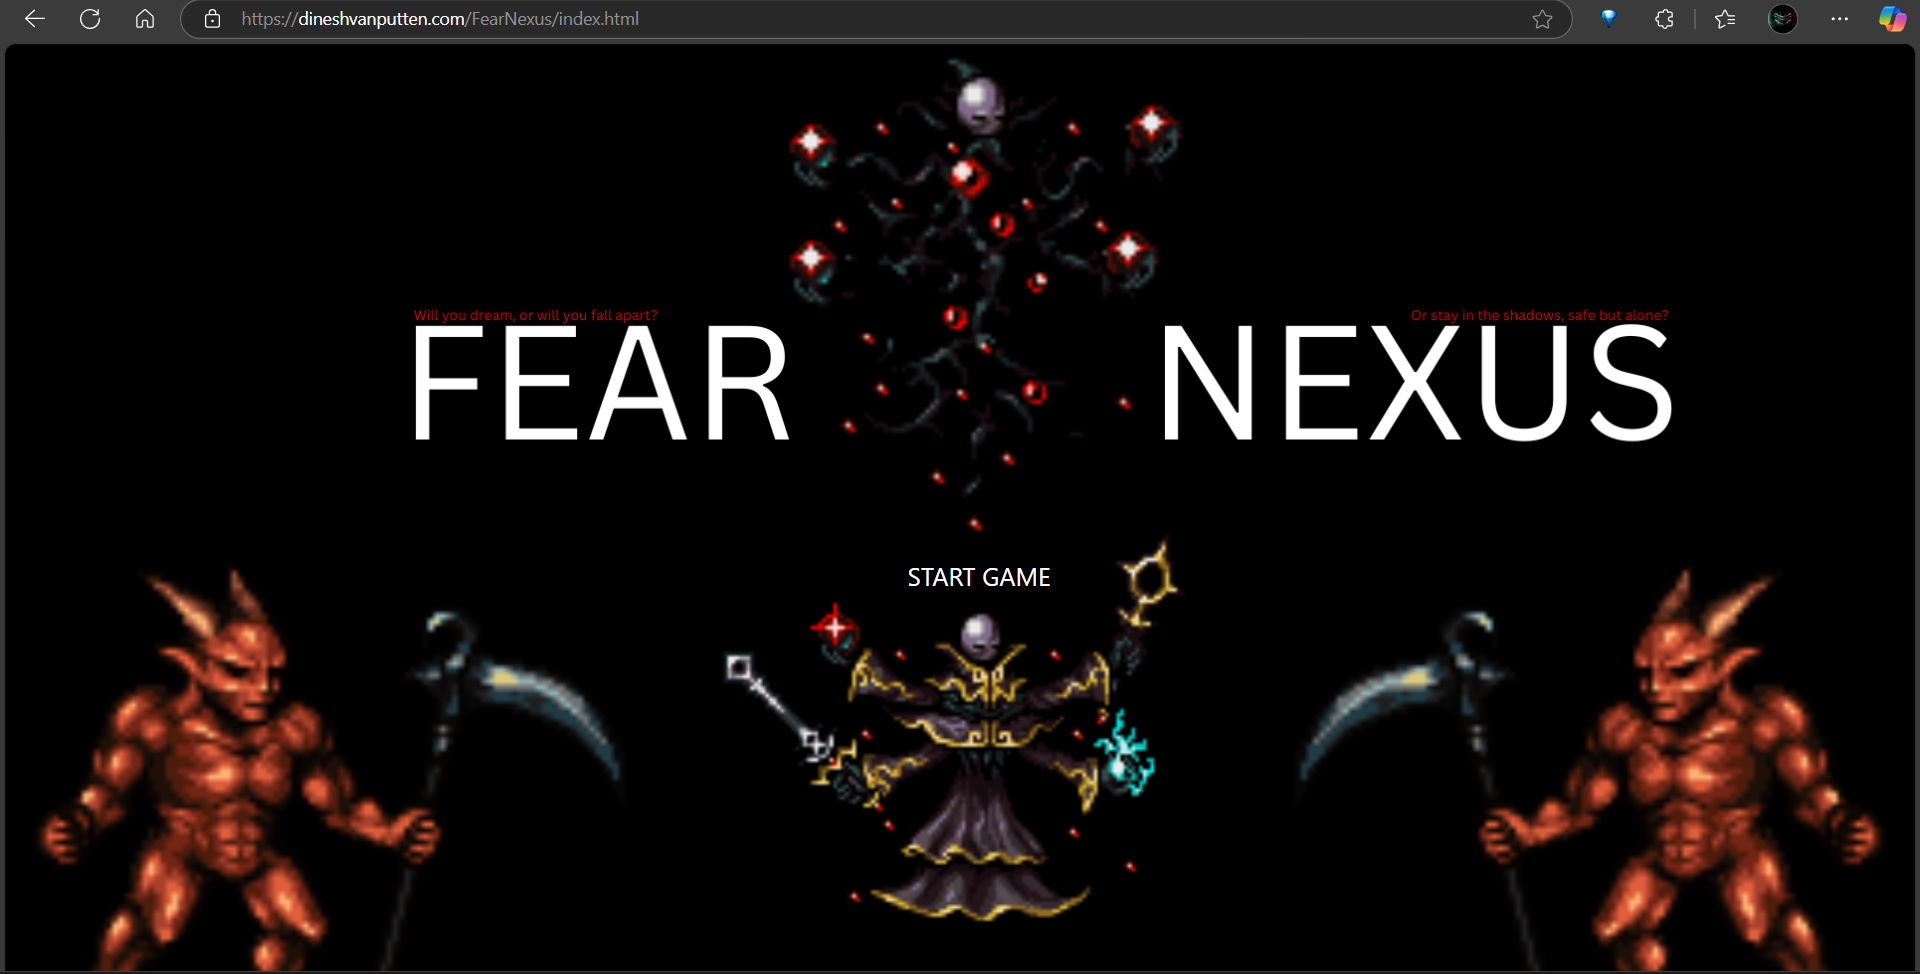 https://dineshvanputten.com/FearNexus/index.html
Will you dream, or will you fall apart?
Or stay in the shadows, safe but alone?
FEAR NEXUS
START GAME